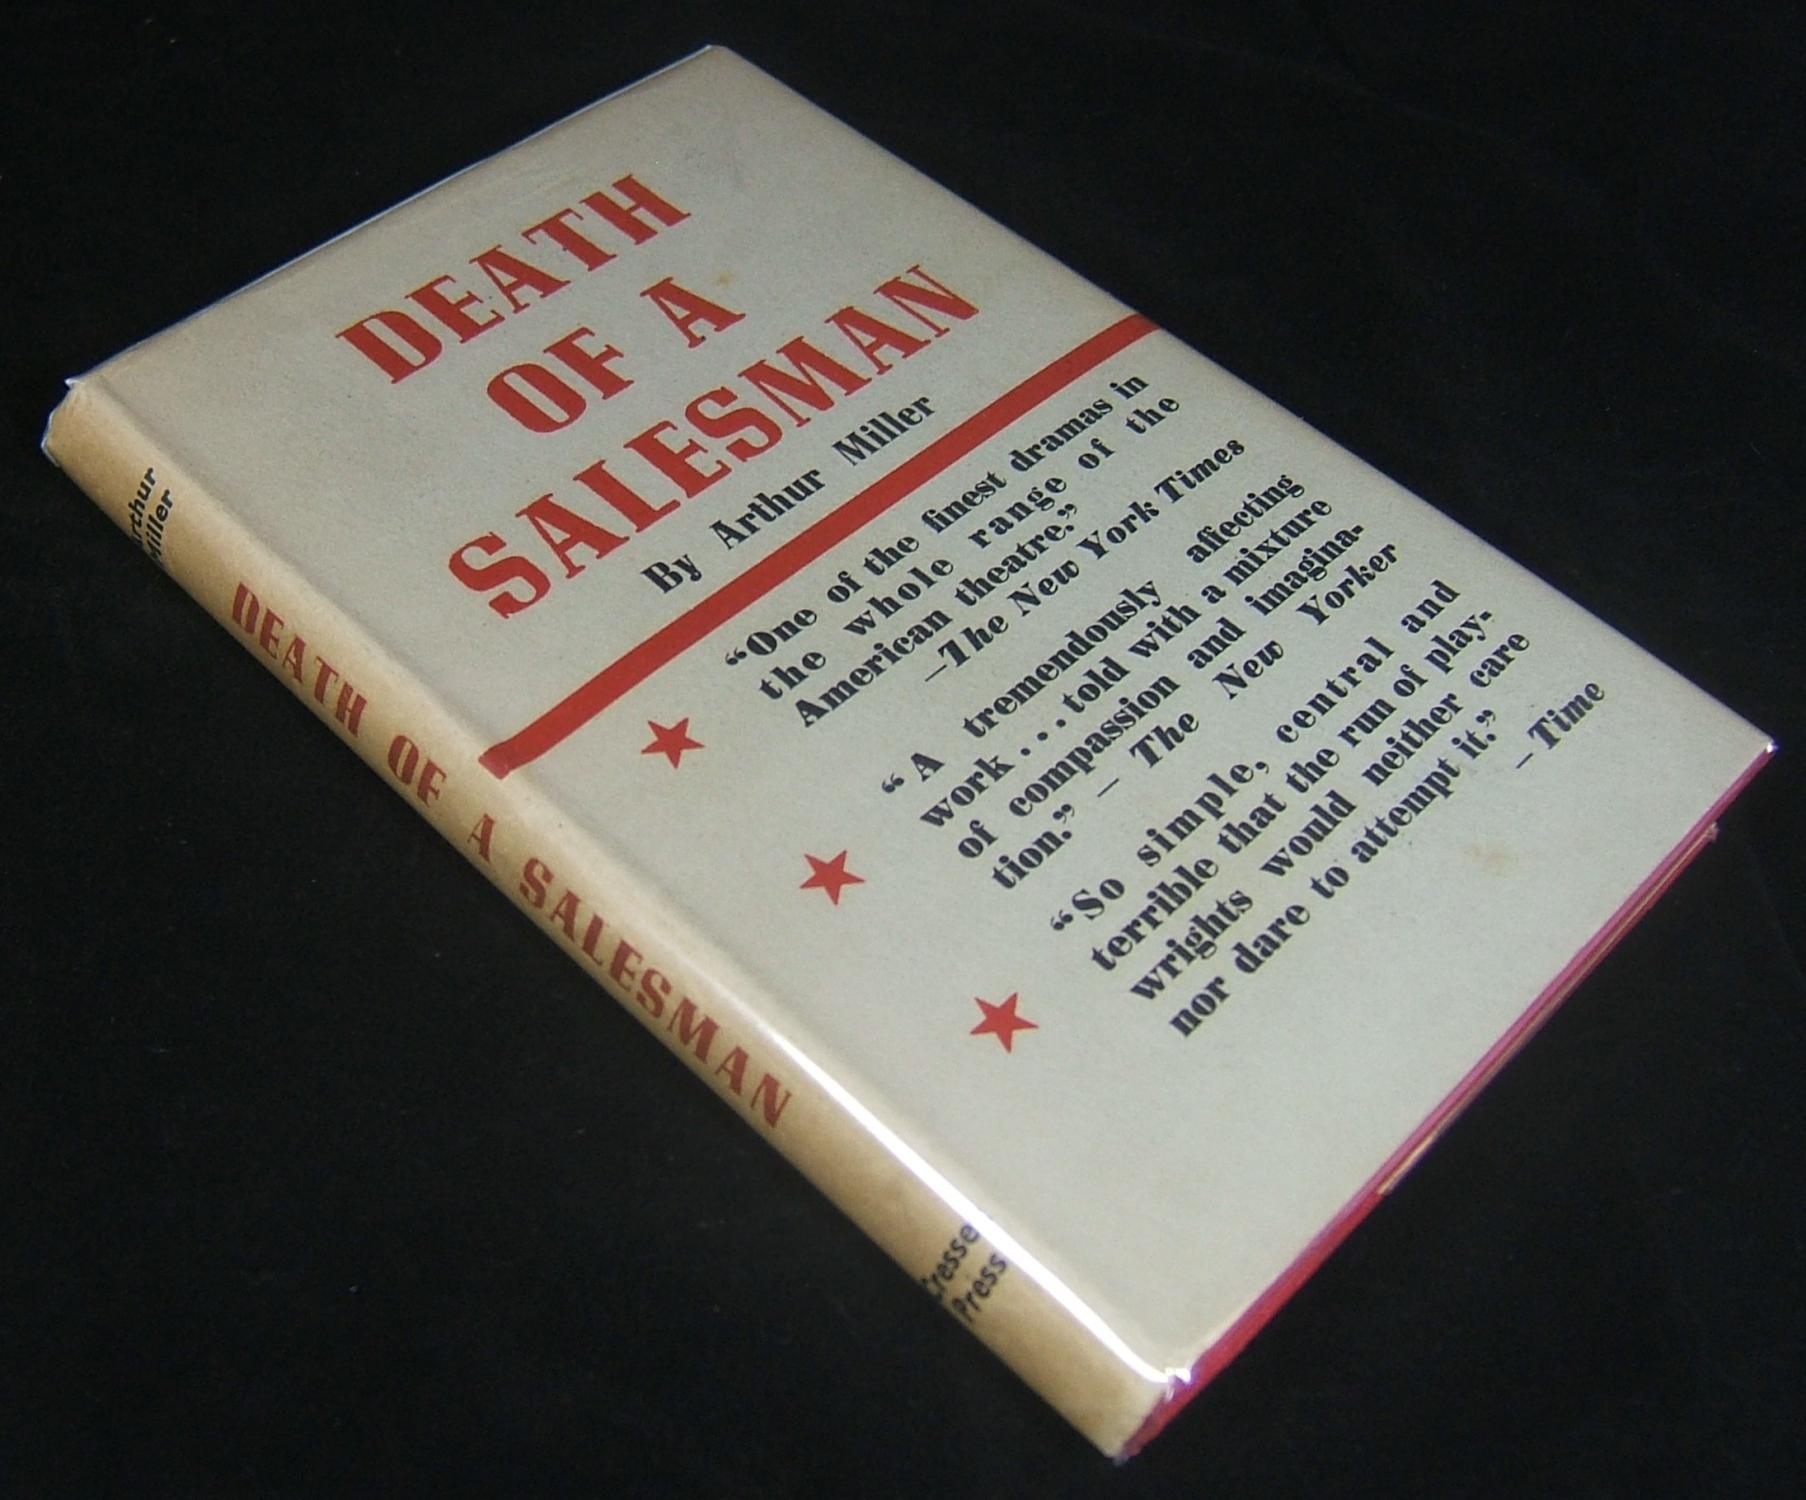 DEATH
OF A
SALESMAN
By Arthur Miller
“One of the finest dramas in
the whole range of the
American theatre.”
—The New York Times
“A tremendously affecting
work . . . told with a mixture
of compassion and imagina-
tion.” — The New Yorker
“So simple, central and
terrible that the run of play-
wrights would neither care
nor dare to attempt it.”
—Time
Arthur
Miller
DEATH OF A SALESMAN
Cresset
Press